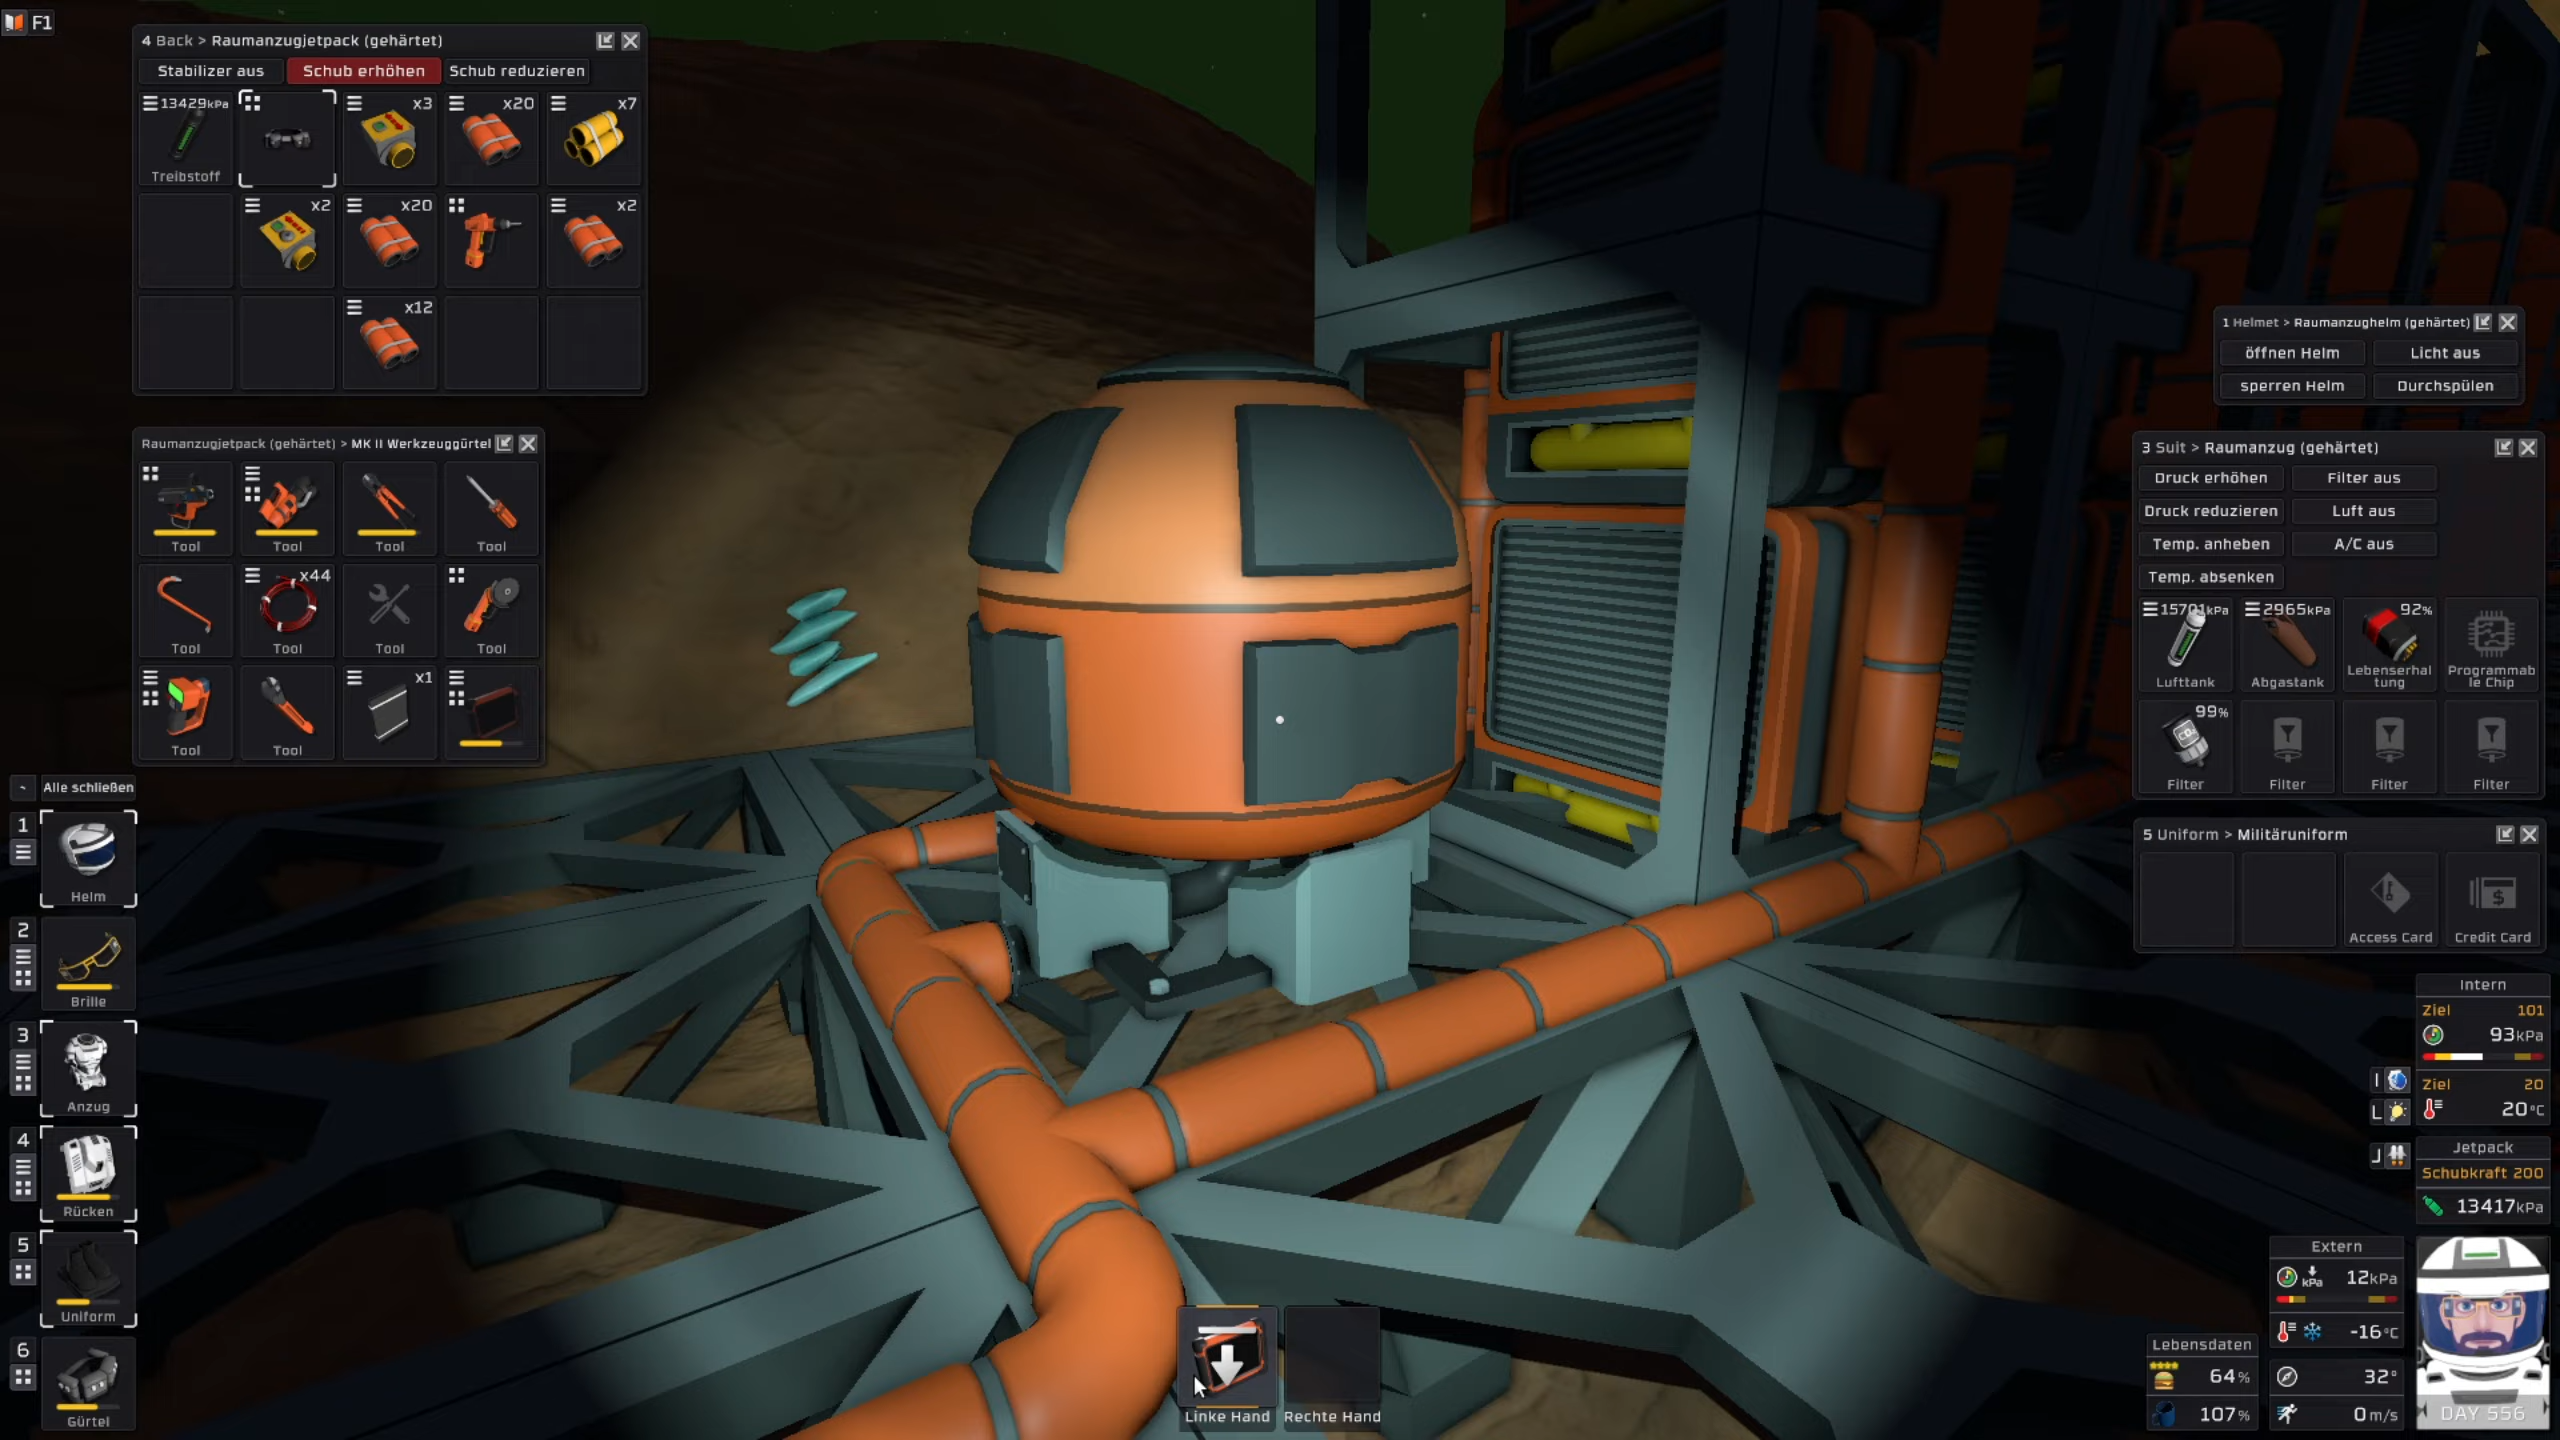 F1
4 Back > Raumanzugjetpack (gehärtet)
Stabilizer aus
Schub erhöhen
Schub reduzieren
13429kPa
x3
x20
x7
Treibstoff
x2
x20
x2
x12
Raumanzugjetpack (gehärtet) > MK II Werkzeuggürtel
Tool
Tool
Tool
Tool
x44
Tool
Tool
Tool
Tool
x1
Tool
Tool
~ Alle schließen
1
Helm
2
Brille
3
Anzug
4
Rücken
5
Uniform
6
Gürtel
1 Helmet > Raumanzughelm (gehärtet)
öffnen Helm
Licht aus
sperren Helm
Durchspülen
3 Suit > Raumanzug (gehärtet)
Druck erhöhen
Filter aus
Druck reduzieren
Luft aus
Temp. anheben
A/C aus
Temp. absenken
15701kPa
2965kPa
92%
Lufttank
Abgastank
Lebenserhaltung
Programmable Chip
99%
Filter
Filter
Filter
Filter
5 Uniform > Militäruniform
Access Card
Credit Card
Intern
Ziel 101
93kPa
I
Ziel 20
L
20°C
Jetpack
J
Schubkraft 200
13417kPa
Extern
kPa
12kPa
-16°C
Lebensdaten
64%
32°
107%
0m/s
DAY 556
Linke Hand
Rechte Hand